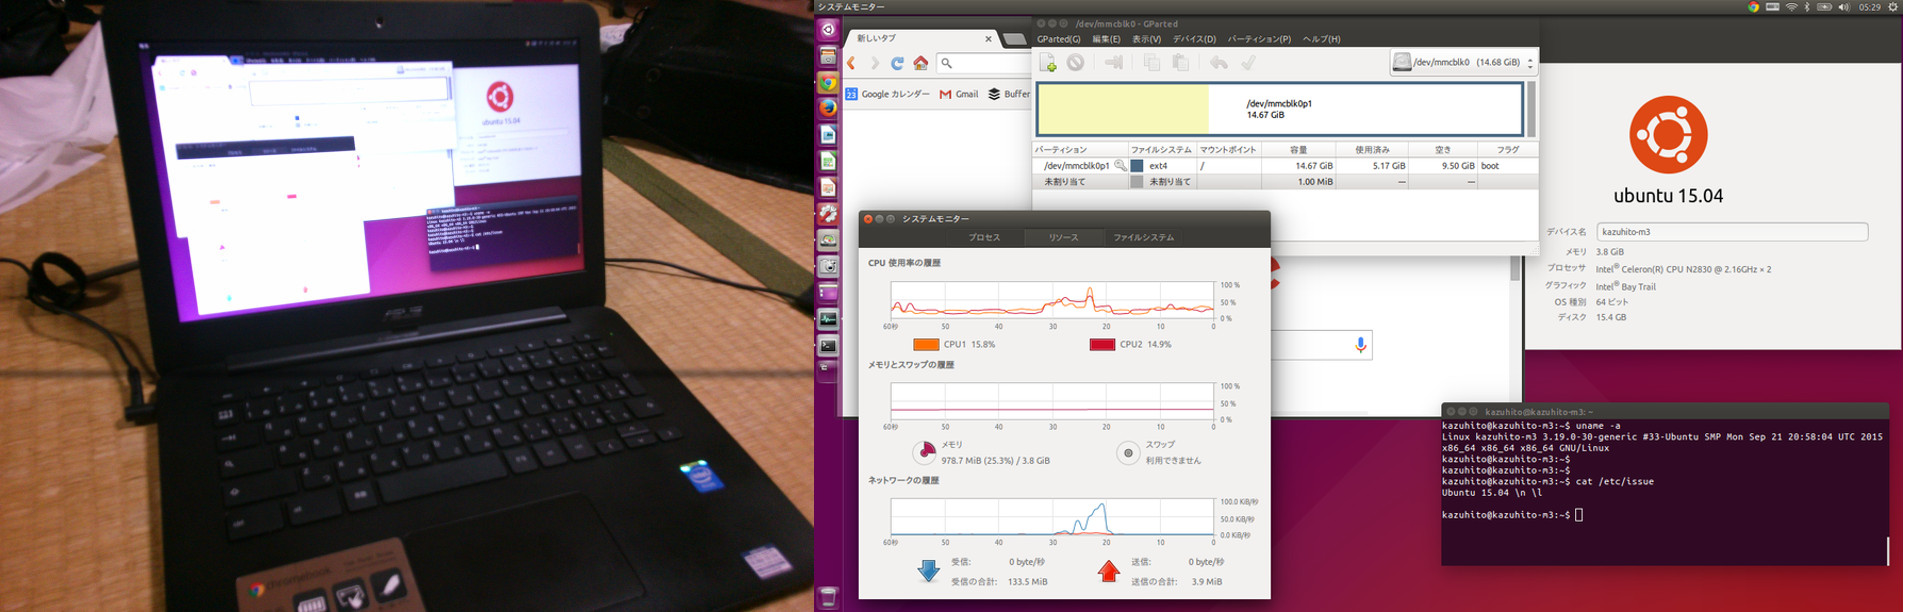 ubuntu 15.04
ASUS
chrome
システムモニター
05:29
新しいタブ
23 Google カレンダー
Gmail
Buffer
/dev/mmcblk0 - GParted
GParted(G) 編集(E) 表示(V) デバイス(D) パーティション(P) ヘルプ(H)
/dev/mmcblk0 (14.68 GiB)
/dev/mmcblk0p1
14.67 GiB
パーティション ファイルシステム マウントポイント 容量 使用済み 空き フラグ
/dev/mmcblk0p1 ext4 / 14.67 GiB 5.17 GiB 9.50 GiB boot
未割り当て 未割り当て 1.00 MiB — —
システムモニター
プロセス リソース ファイルシステム
CPU 使用率の履歴
100 %
50 %
0 %
60秒 50 40 30 20 10 0
CPU1 15.8% CPU2 14.9%
メモリとスワップの履歴
100 %
50 %
0 %
60秒 50 40 30 20 10 0
メモリ
978.7 MiB (25.3%) / 3.8 GiB
スワップ
利用できません
ネットワークの履歴
100.0 KiB/秒
50.0 KiB/秒
0.0 KiB/秒
60秒 50 40 30 20 10 0
受信: 0 byte/秒
受信の合計: 133.5 MiB
送信: 0 byte/秒
送信の合計: 3.9 MiB
ubuntu 15.04
デバイス名 kazuhito-m3
メモリ 3.8 GiB
プロセッサ Intel® Celeron(R) CPU N2830 @ 2.16GHz × 2
グラフィック Intel® Bay Trail
OS 種別 64 ビット
ディスク 15.4 GB
kazuhito@kazuhito-m3: ~
kazuhito@kazuhito-m3:~$ uname -a
Linux kazuhito-m3 3.19.0-30-generic #33-Ubuntu SMP Mon Sep 21 20:58:04 UTC 2015
x86_64 x86_64 x86_64 GNU/Linux
kazuhito@kazuhito-m3:~$
kazuhito@kazuhito-m3:~$
kazuhito@kazuhito-m3:~$ cat /etc/issue
Ubuntu 15.04 \n \l
kazuhito@kazuhito-m3:~$